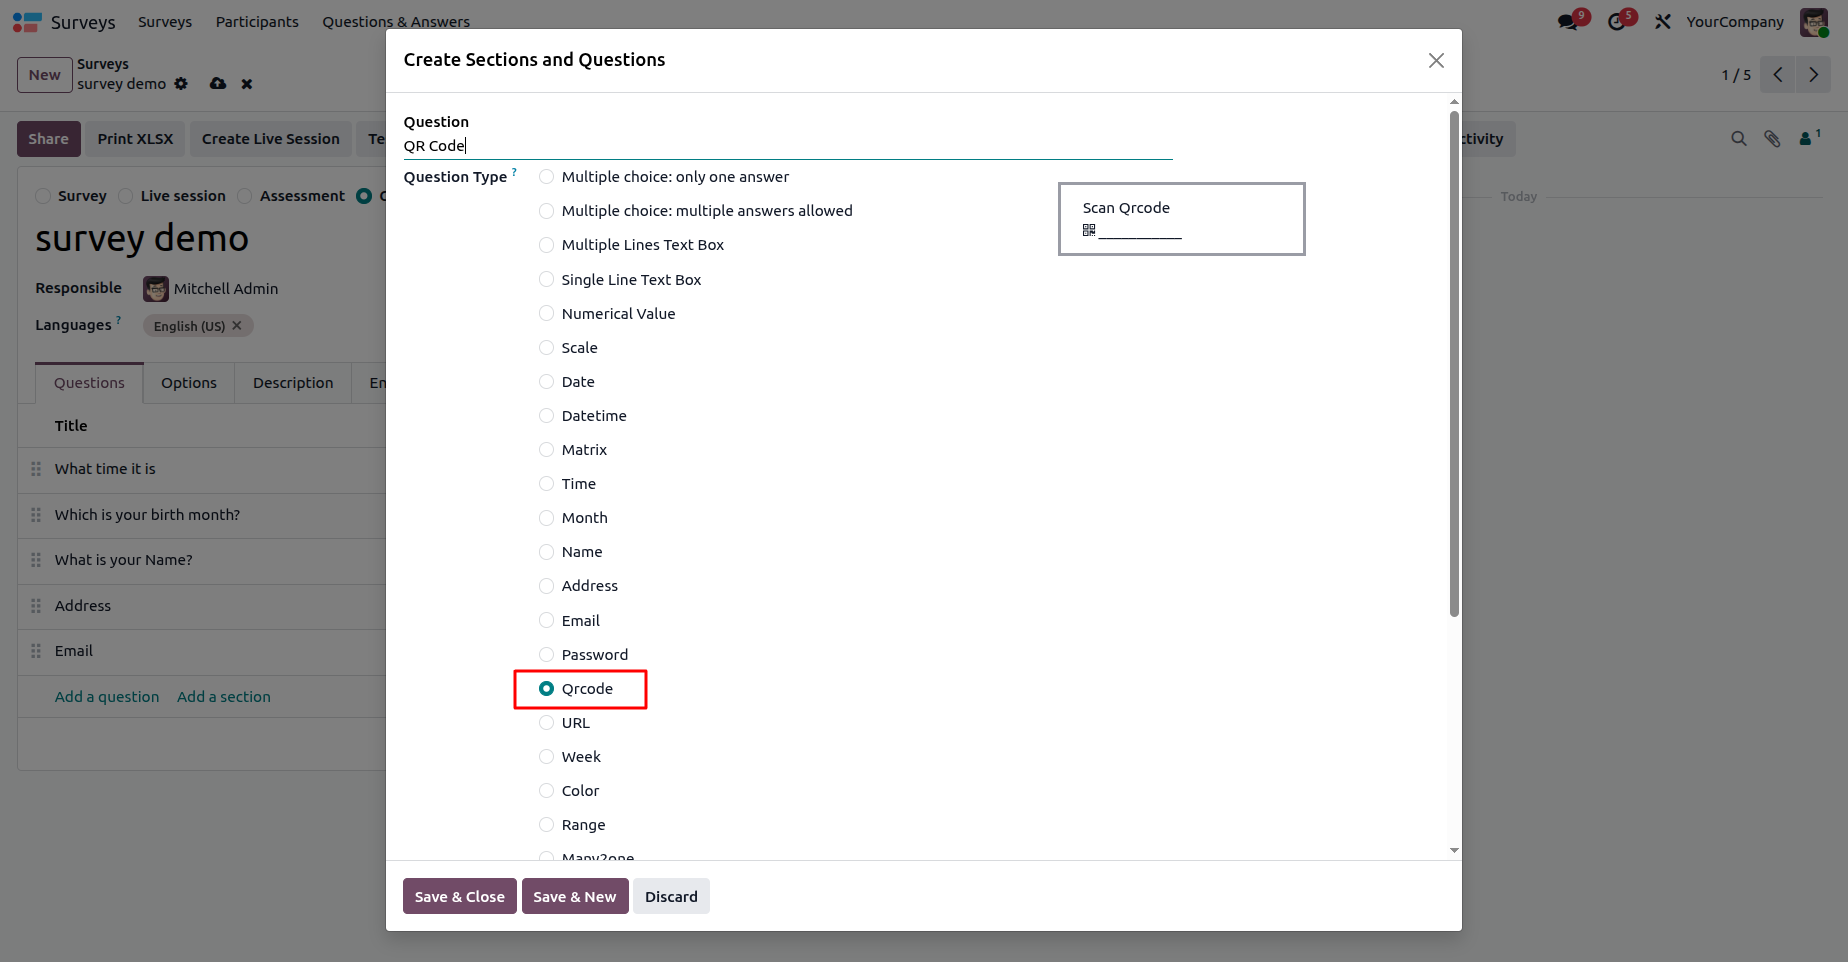 Surveys Surveys Participants Questions & Answers 9 5 YourCompany
New Surveys
survey demo
1 / 5
Share Print XLSX Create Live Session Te ctivity 1
Survey Live session Assessment C
survey demo
Responsible Mitchell Admin
Languages ? English (US)
Questions Options Description En
Title
What time it is
Which is your birth month?
What is your Name?
Address
Email
Add a question Add a section
Today
Create Sections and Questions
Question
QR Code
Question Type ?
Multiple choice: only one answer
Multiple choice: multiple answers allowed
Multiple Lines Text Box
Single Line Text Box
Numerical Value
Scale
Date
Datetime
Matrix
Time
Month
Name
Address
Email
Password
Qrcode
URL
Week
Color
Range
Many2one
Scan Qrcode
Save & Close Save & New Discard